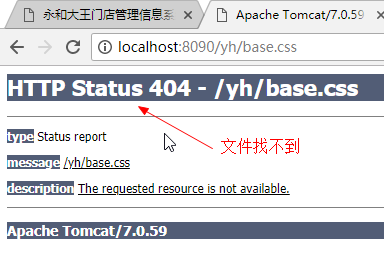 永和大王门店管理信息系
Apache Tomcat/7.0.59
localhost:8090/yh/base.css
HTTP Status 404 - /yh/base.css
type Status report
文件找不到
message /yh/base.css
description The requested resource is not available.
Apache Tomcat/7.0.59